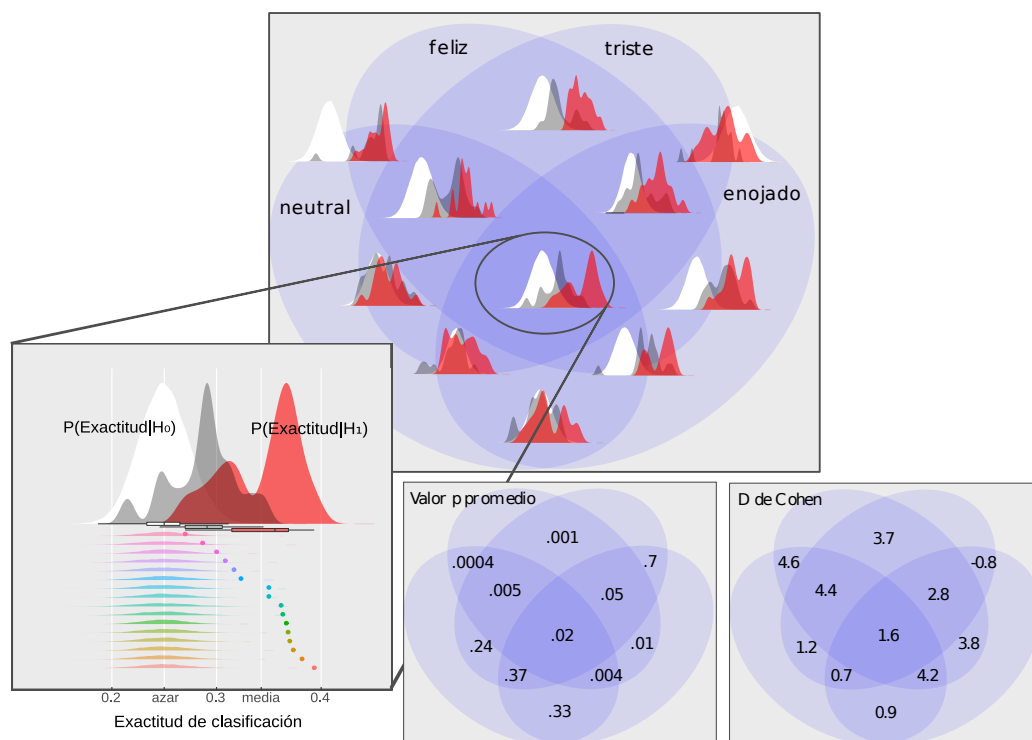 feliz triste
neutral enojado
P(Exactitud|H₀) P(Exactitud|H₁)
0.2 azar 0.3 media 0.4
Exactitud de clasificación
Valor p promedio
.001
.0004 .7
.005 .05
.02
.24 .01
.37 .004
.33
D de Cohen
3.7
4.6 -0.8
4.4 2.8
1.6
1.2 3.8
0.7 4.2
0.9